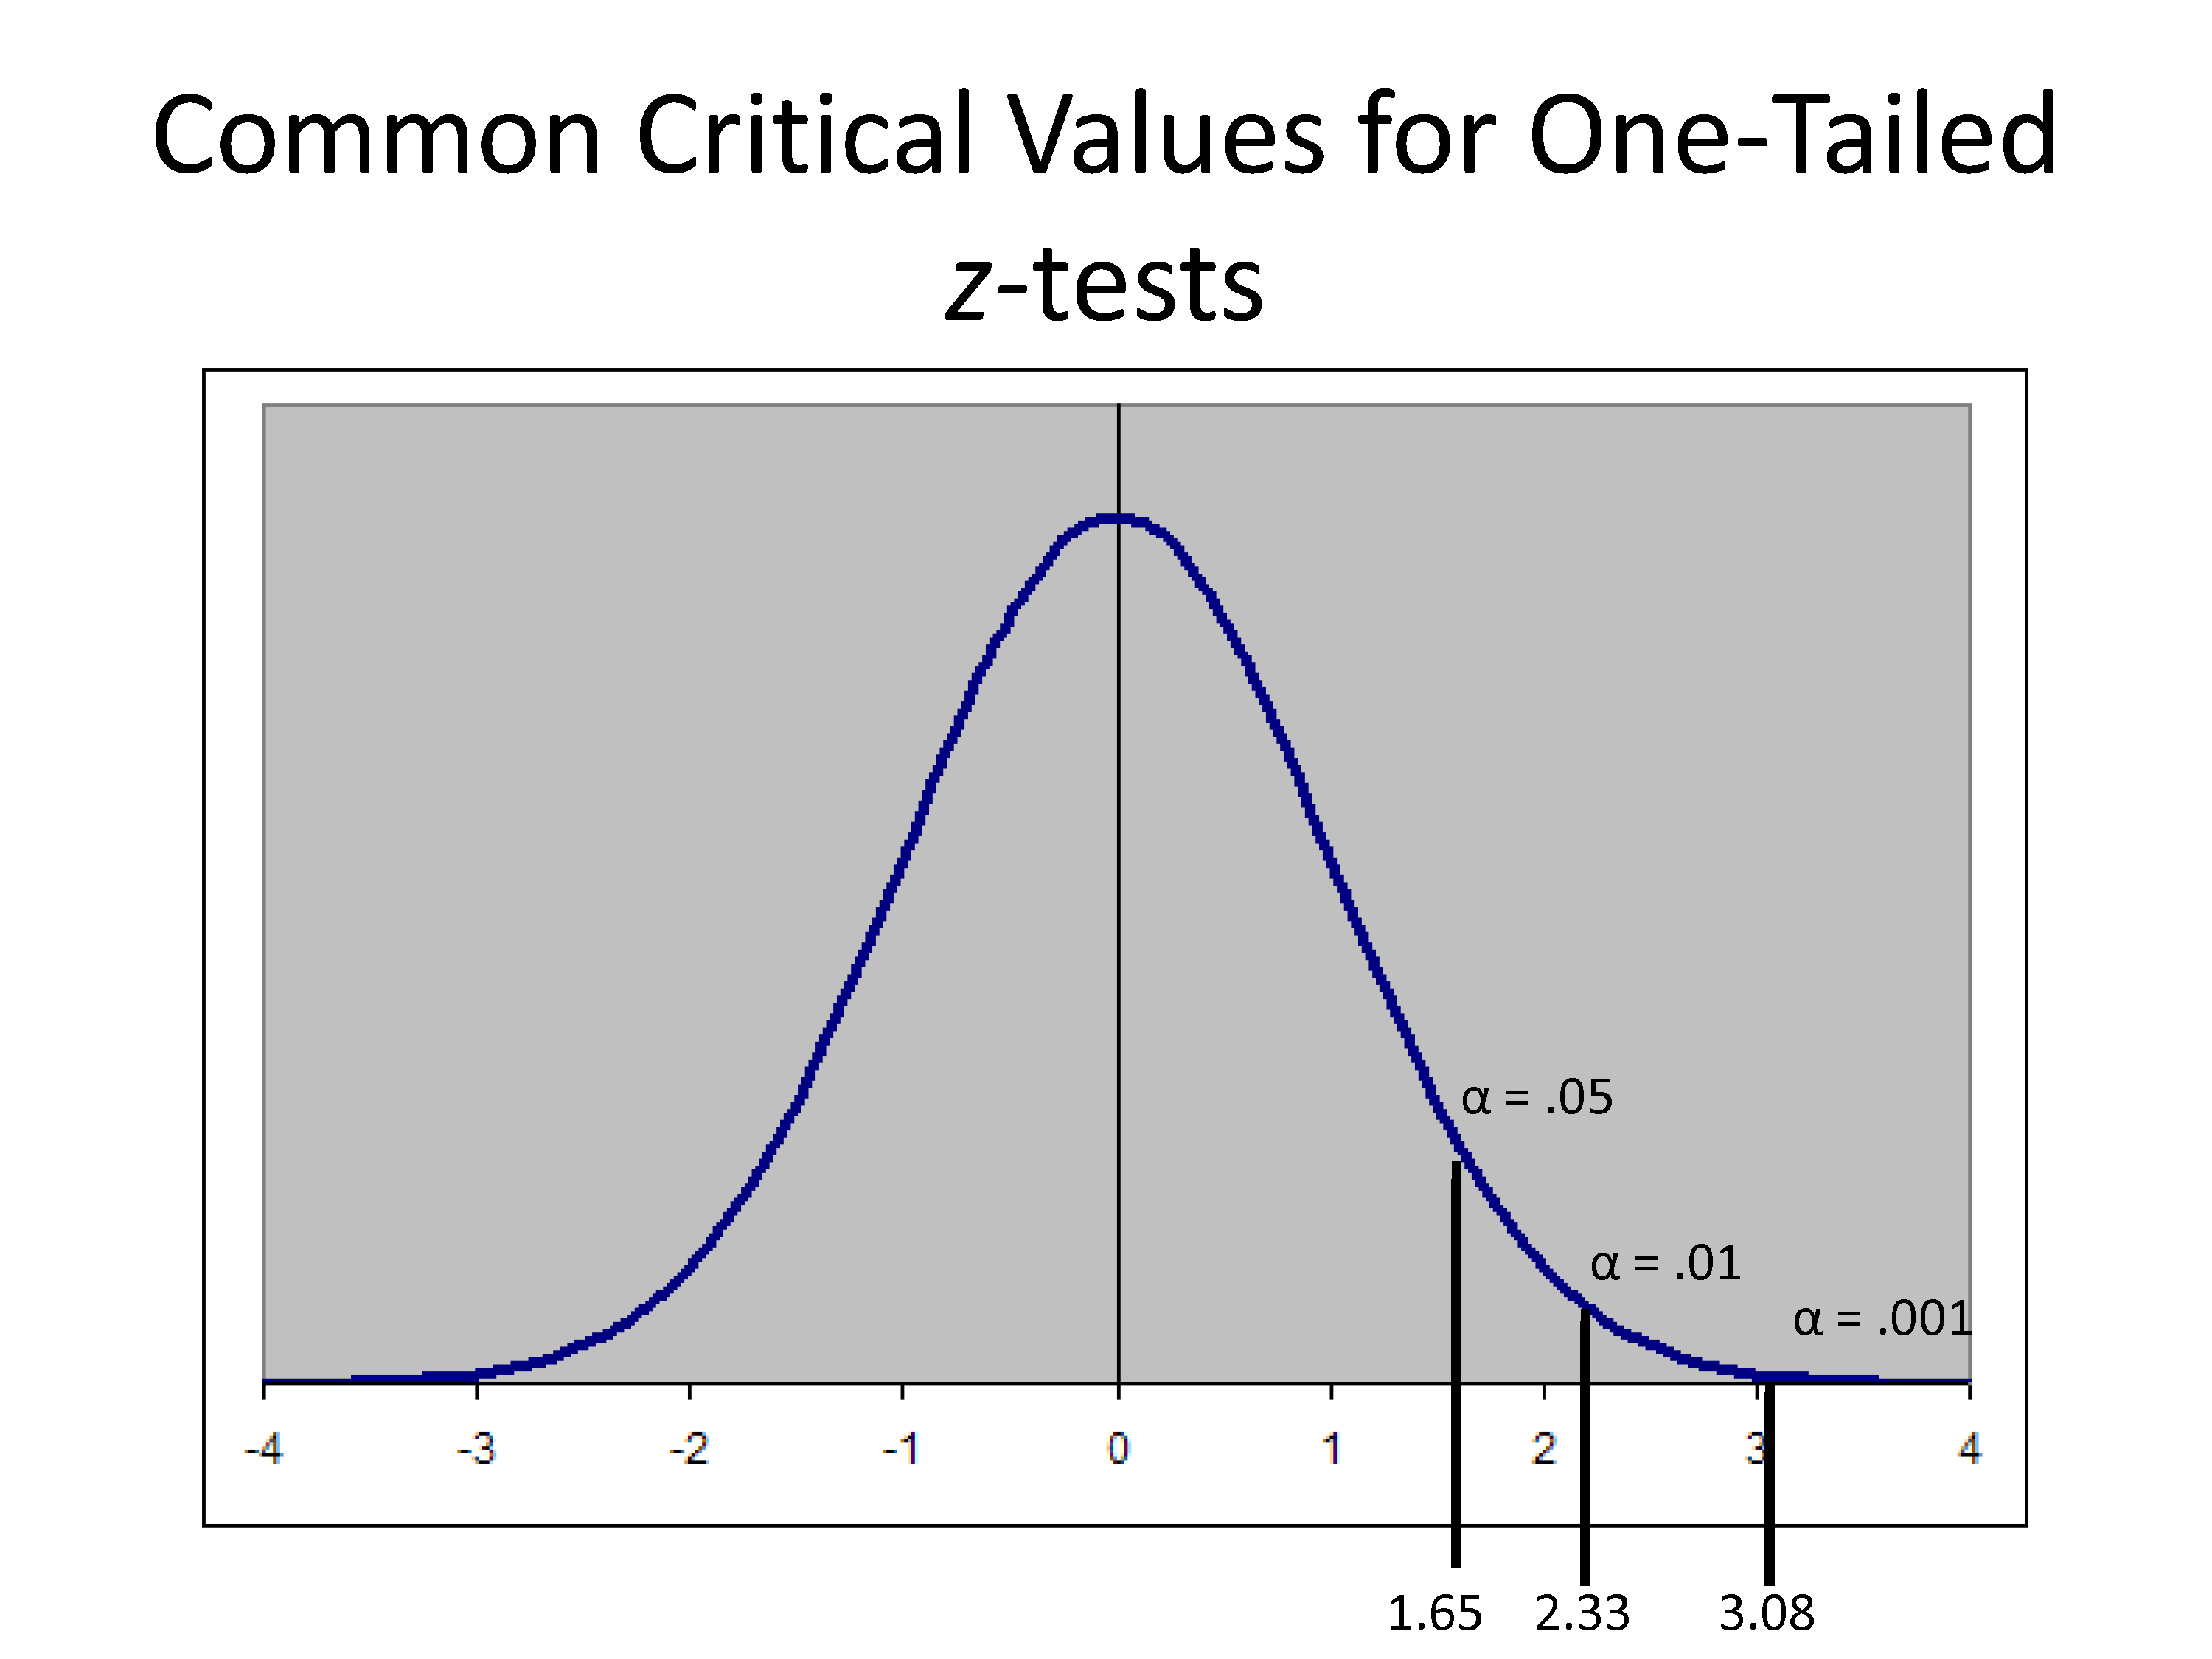 Common Critical Values for One-Tailed
z-tests
α = .05
α = .01
α = .001
-4 -3 -2 -1 0 1 2 3 4
1.65 2.33 3.08